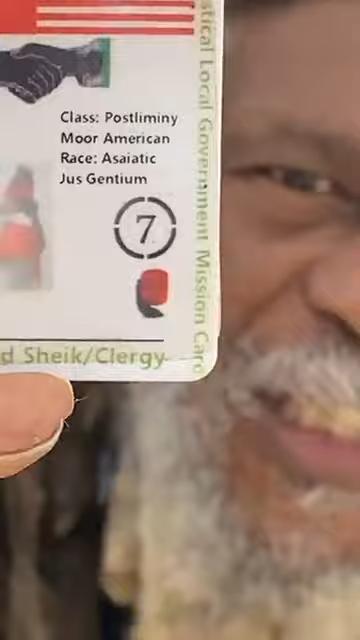 Class: Postliminy
Moor American
Race: Asaiatic
Jus Gentium
7
d Sheik/Clergy
stical Local Government Mission Card